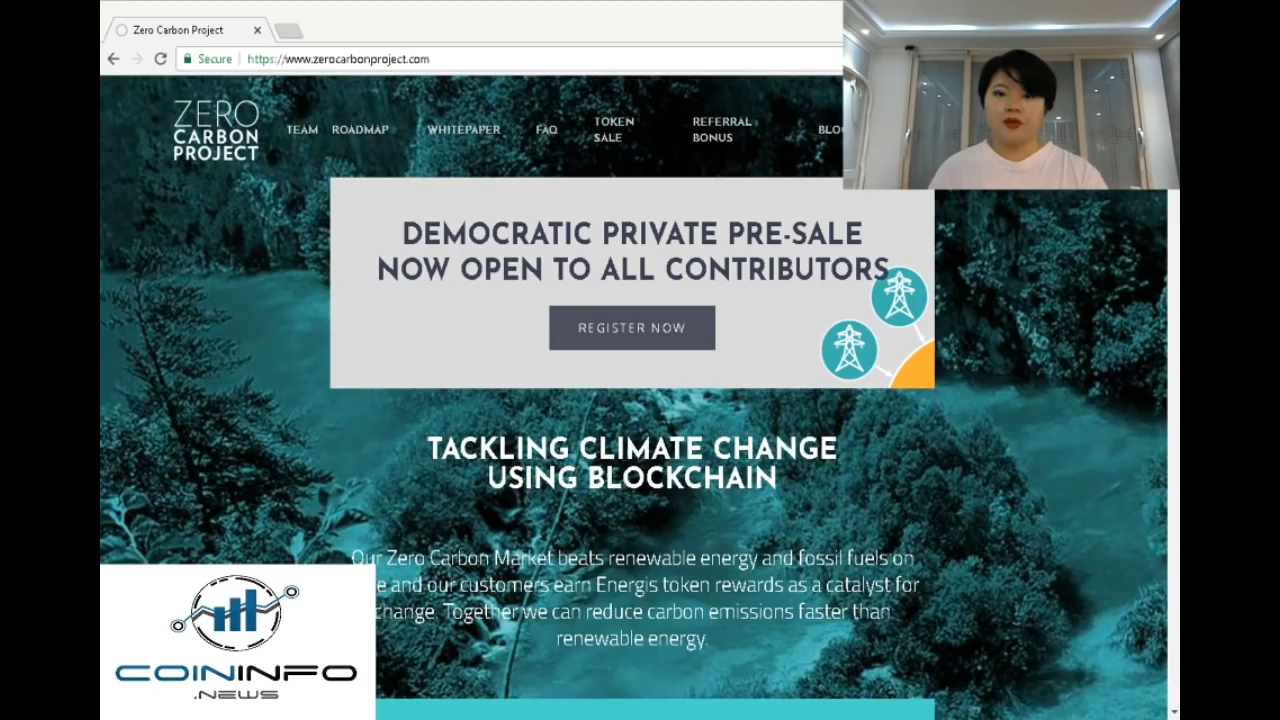 Zero Carbon Project
Secure
https://www.zerocarbonproject.com
ZERO
CARBON
PROJECT
TEAM
ROADMAP
WHITEPAPER
FAQ
TOKEN
SALE
REFERRAL
BONUS
DEMOCRATIC PRIVATE PRE-SALE
NOW OPEN TO ALL CONTRIBUTORS
REGISTER NOW
TACKLING CLIMATE CHANGE
USING BLOCKCHAIN
Our Zero Carbon Market beats renewable energy and fossil fuels on
and our customers earn Energis token rewards as a catalyst for
change. Together we can reduce carbon emissions faster than
renewable energy.
COININFO
.NEWS